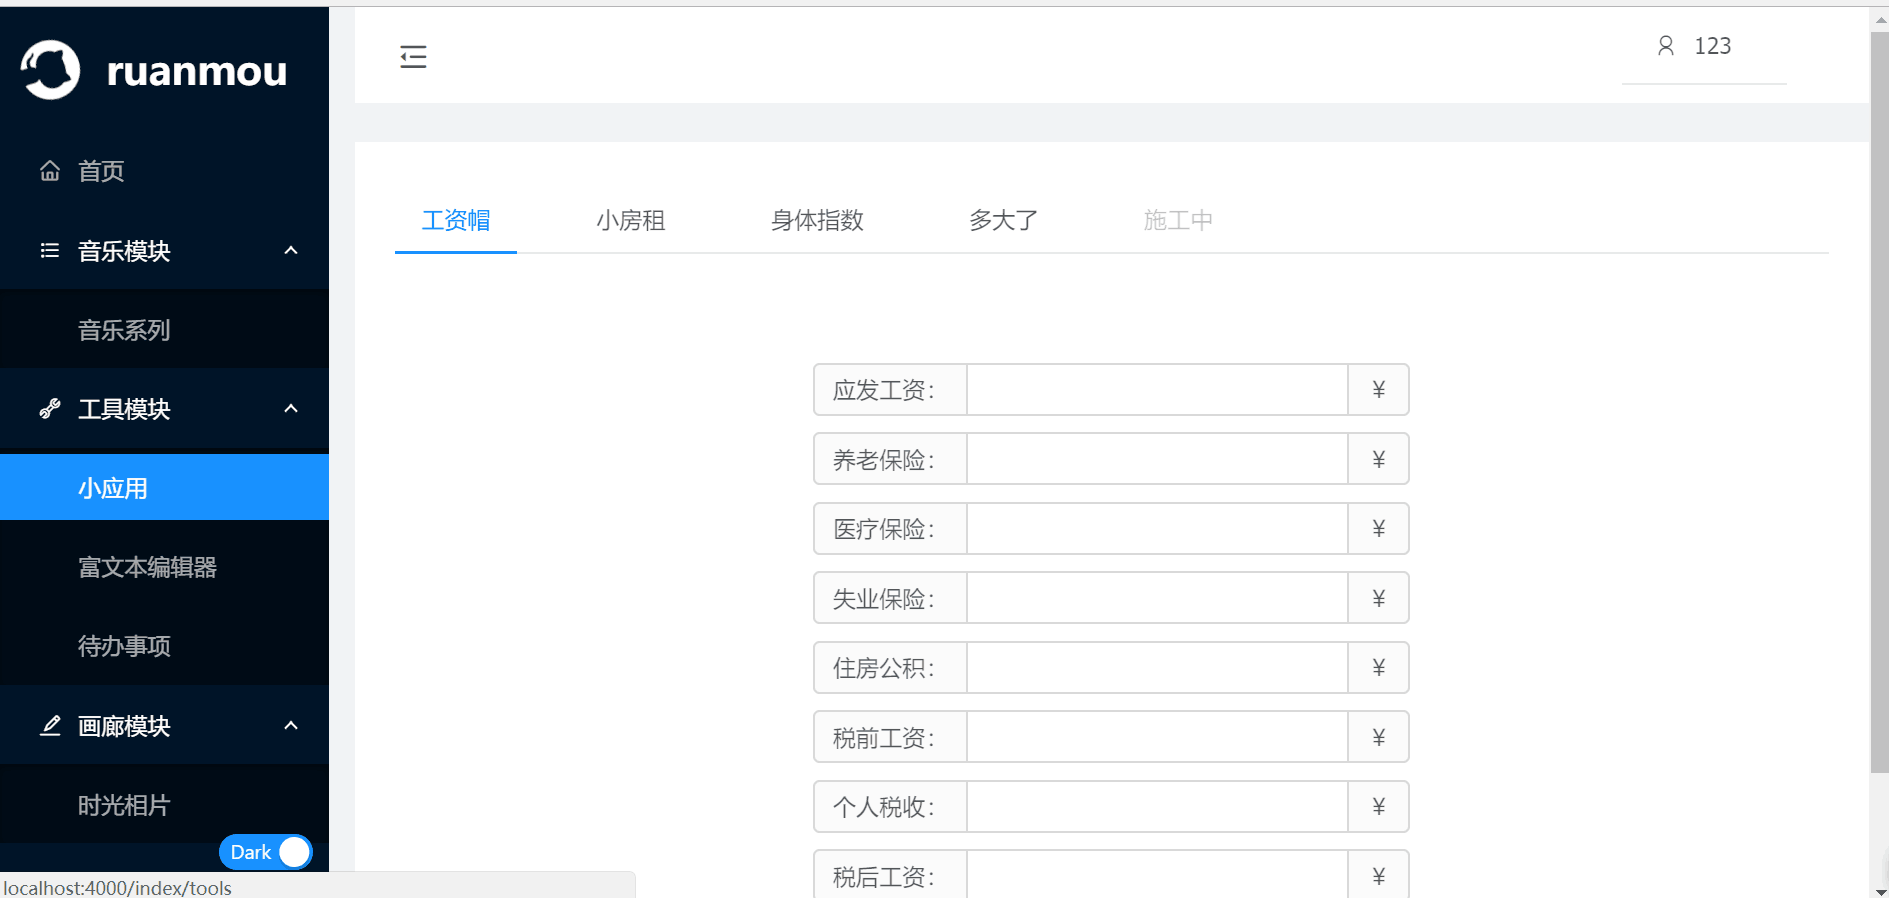 ruanmou
首页
音乐模块
音乐系列
工具模块
小应用
富文本编辑器
待办事项
画廊模块
时光相片
Dark
localhost:4000/index/tools
123
工资帽
小房租
身体指数
多大了
施工中
应发工资： ¥
养老保险： ¥
医疗保险： ¥
失业保险： ¥
住房公积： ¥
税前工资： ¥
个人税收： ¥
税后工资： ¥